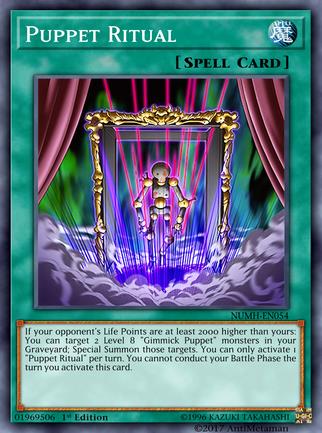 Puppet Ritual
[Spell Card]
NUMH-EN054
If your opponent's Life Points are at least 2000 higher than yours:
You can target 2 Level 8 "Gimmick Puppet" monsters in your
Graveyard; Special Summon those targets. You can only activate 1
"Puppet Ritual" per turn. You cannot conduct your Battle Phase the
turn you activate this card.
01969506 1st Edition ©1996 KAZUKI TAKAHASHI
©2017 AntiMetaman